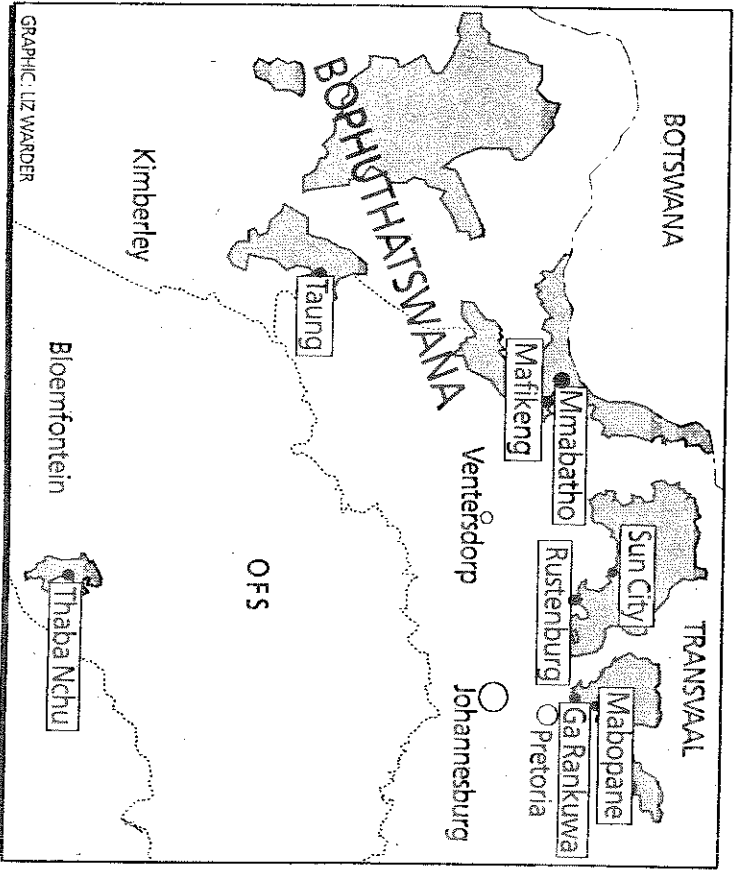 BOTSWANA
TRANSVAAL
BOPHUTHATSWANA
Mmabatho
Mafikeng
Sun City
Rustenburg
Mabopane
Ga Rankuwa
Pretoria
Ventersdorp
Johannesburg
Taung
Kimberley
OFS
Bloemfontein
Thaba Nchu
GRAPHIC: LIZ WARDER